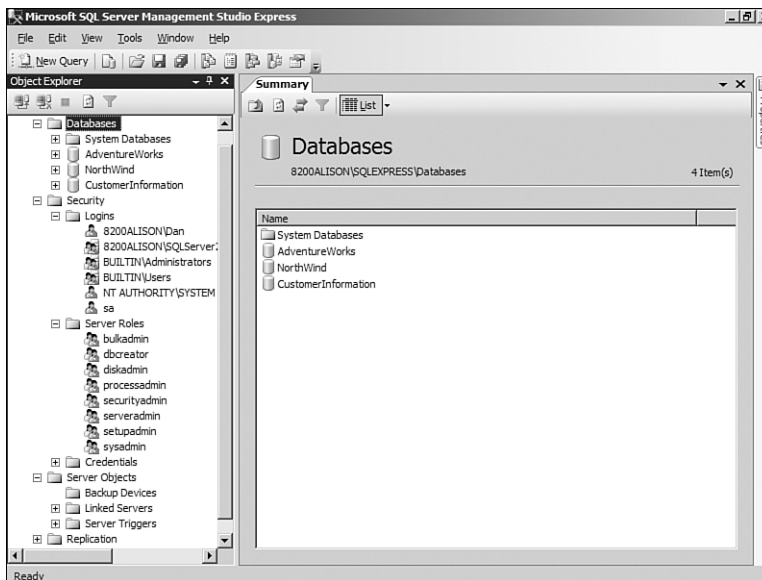 Microsoft SQL Server Management Studio Express
File Edit View Tools Window Help
New Query
Object Explorer
Databases
System Databases
AdventureWorks
NorthWind
CustomerInformation
Security
Logins
8200ALISON\Dan
8200ALISON\SQLServer2
BUILTIN\Administrators
BUILTIN\Users
NT AUTHORITY\SYSTEM
sa
Server Roles
bulkadmin
dbcreator
diskadmin
processadmin
securityadmin
serveradmin
setupadmin
sysadmin
Credentials
Server Objects
Backup Devices
Linked Servers
Server Triggers
Replication
Summary
List
Databases
8200ALISON\SQLEXPRESS\Databases 4 Item(s)
Name
System Databases
AdventureWorks
NorthWind
CustomerInformation
Ready